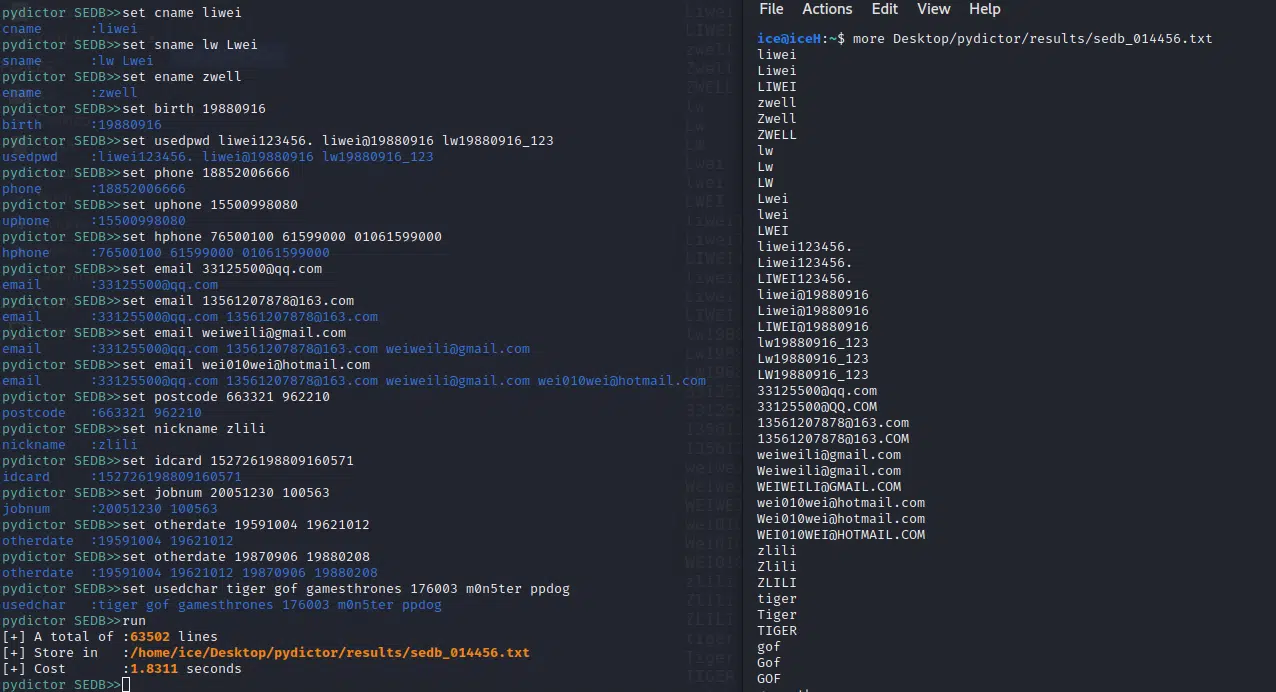 pydictor SEDB>>set cname liwei
cname      :liwei
pydictor SEDB>>set sname lw Lwei
sname      :lw Lwei
pydictor SEDB>>set ename zwell
ename      :zwell
pydictor SEDB>>set birth 19880916
birth      :19880916
pydictor SEDB>>set usedpwd liwei123456. liwei@19880916 lw19880916_123
usedpwd    :liwei123456. liwei@19880916 lw19880916_123
pydictor SEDB>>set phone 18852006666
phone      :18852006666
pydictor SEDB>>set uphone 15500998080
uphone     :15500998080
pydictor SEDB>>set hphone 76500100 61599000 01061599000
hphone     :76500100 61599000 01061599000
pydictor SEDB>>set email 33125500@qq.com
email      :33125500@qq.com
pydictor SEDB>>set email 13561207878@163.com
email      :33125500@qq.com 13561207878@163.com
pydictor SEDB>>set email weiweili@gmail.com
email      :33125500@qq.com 13561207878@163.com weiweili@gmail.com
pydictor SEDB>>set email wei010wei@hotmail.com
email      :33125500@qq.com 13561207878@163.com weiweili@gmail.com wei010wei@hotmail.com
pydictor SEDB>>set postcode 663321 962210
postcode   :663321 962210
pydictor SEDB>>set nickname zlili
nickname   :zlili
pydictor SEDB>>set idcard 152726198809160571
idcard     :152726198809160571
pydictor SEDB>>set jobnum 20051230 100563
jobnum     :20051230 100563
pydictor SEDB>>set otherdate 19591004 19621012
otherdate  :19591004 19621012
pydictor SEDB>>set otherdate 19870906 19880208
otherdate  :19591004 19621012 19870906 19880208
pydictor SEDB>>set usedchar tiger gof gamesthrones 176003 m0n5ter ppdog
usedchar   :tiger gof gamesthrones 176003 m0n5ter ppdog
pydictor SEDB>>run
[+] A total of :63502 lines
[+] Store in   :/home/ice/Desktop/pydictor/results/sedb_014456.txt
[+] Cost       :1.8311 seconds
pydictor SEDB>>
File Actions Edit View Help
ice@iceH:~$ more Desktop/pydictor/results/sedb_014456.txt
liwei
Liwei
LIWEI
zwell
Zwell
ZWELL
lw
Lw
LW
Lwei
lwei
LWEI
liwei123456.
Liwei123456.
LIWEI123456.
liwei@19880916
Liwei@19880916
LIWEI@19880916
lw19880916_123
Lw19880916_123
LW19880916_123
33125500@qq.com
33125500@QQ.COM
13561207878@163.com
13561207878@163.COM
weiweili@gmail.com
Weiweili@gmail.com
WEIWEILI@GMAIL.COM
wei010wei@hotmail.com
Wei010wei@hotmail.com
WEI010WEI@HOTMAIL.COM
zlili
Zlili
ZLILI
tiger
Tiger
TIGER
gof
Gof
GOF